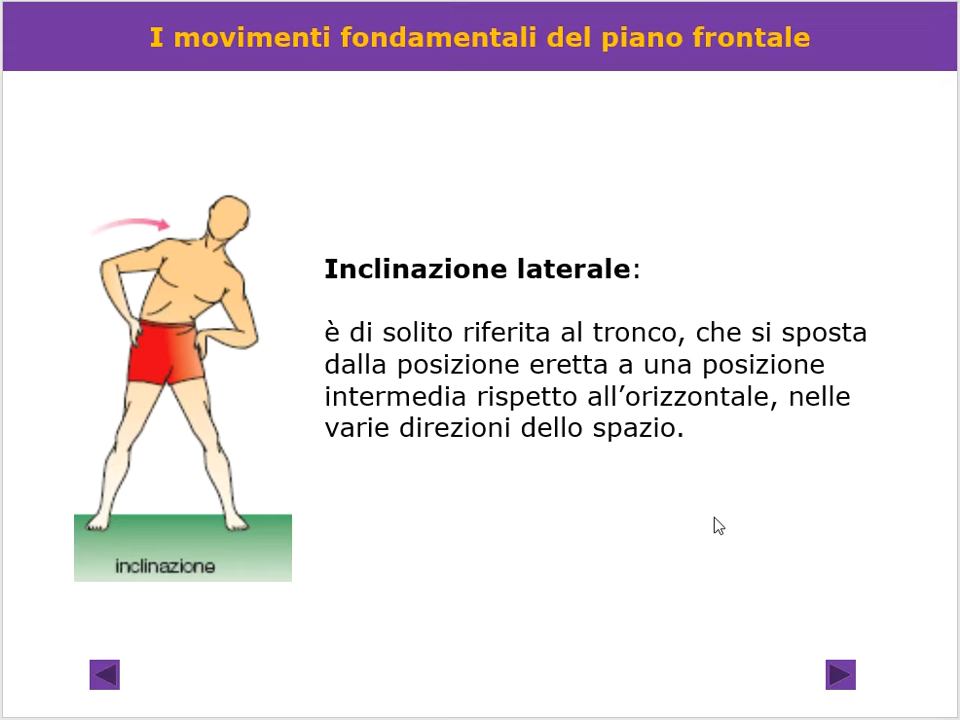 I movimenti fondamentali del piano frontale
Inclinazione laterale:
è di solito riferita al tronco, che si sposta
dalla posizione eretta a una posizione
intermedia rispetto all’orizzontale, nelle
varie direzioni dello spazio.
inclinazione